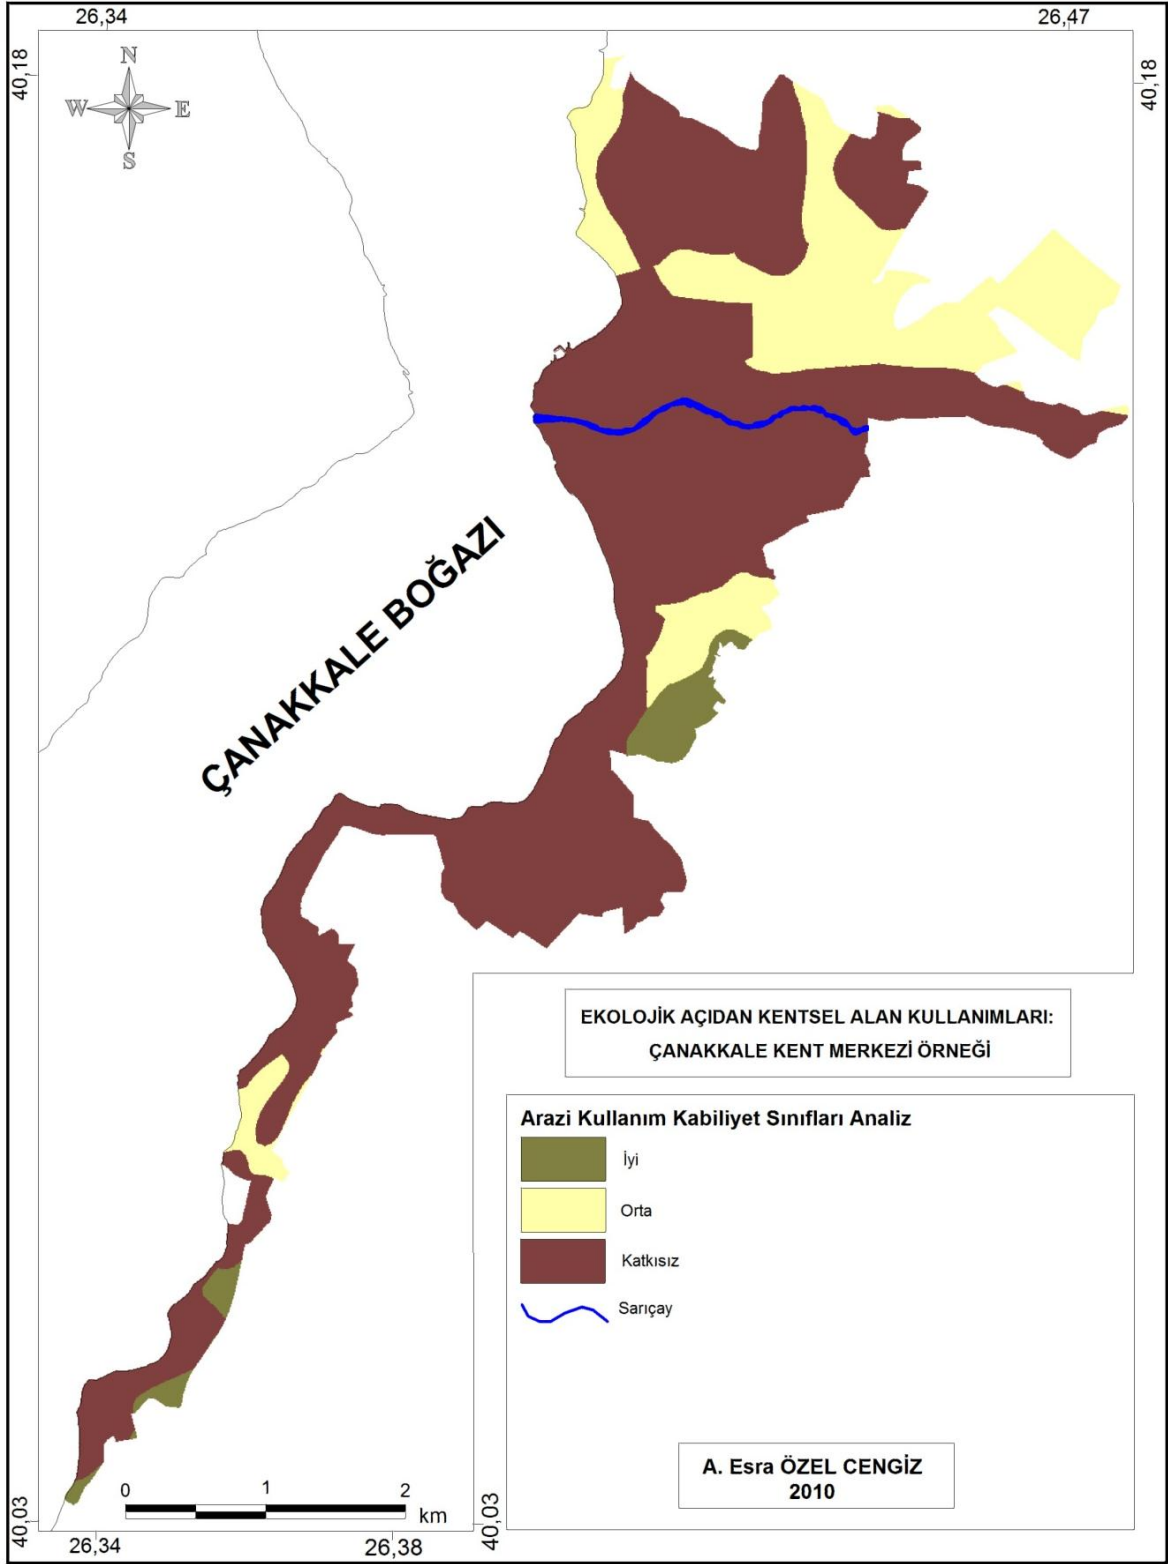 26,34
26,47
40,18
40,18
N
W
E
S
ÇANAKKALE BOĞAZI
EKOLOJİK AÇIDAN KENTSEL ALAN KULLANIMLARI:
ÇANAKKALE KENT MERKEZİ ÖRNEĞİ
Arazi Kullanım Kabiliyet Sınıfları Analiz
İyi
Orta
Katkısız
Sarıçay
A. Esra ÖZEL CENGİZ
2010
0 1 2
km
40,03
40,03
26,34
26,38